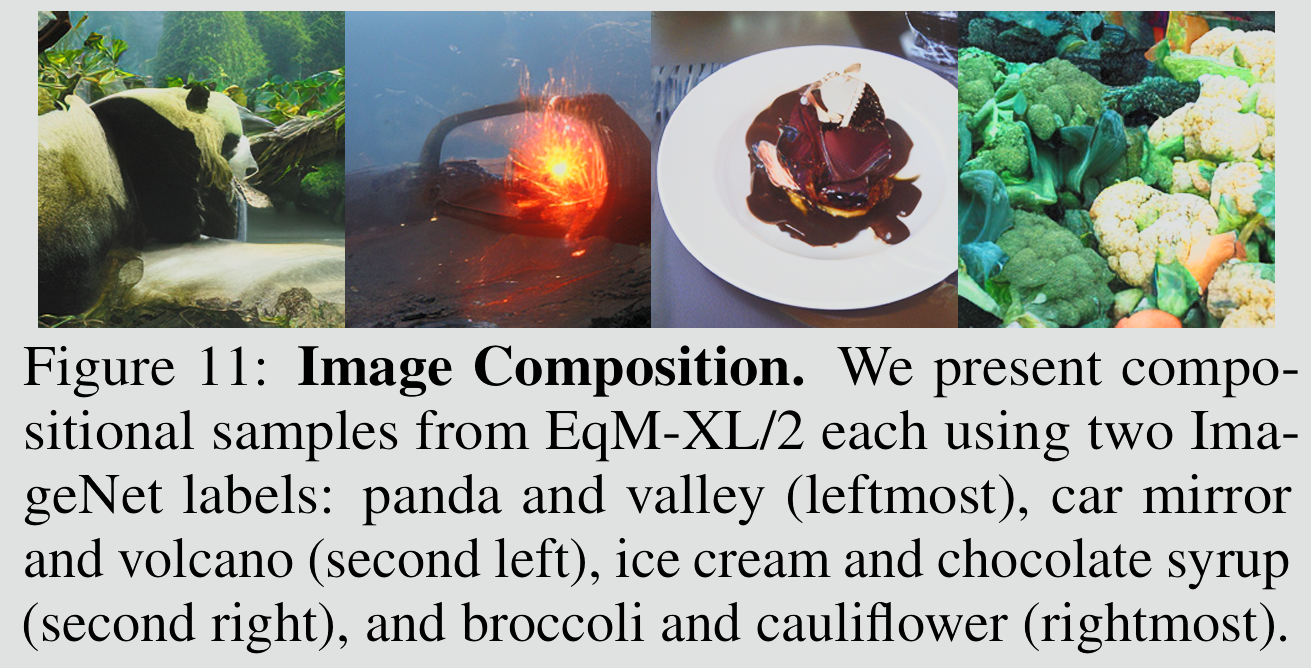 Figure 11: Image Composition. We present compo-
sitional samples from EqM-XL/2 each using two Ima-
geNet labels: panda and valley (leftmost), car mirror
and volcano (second left), ice cream and chocolate syrup
(second right), and broccoli and cauliflower (rightmost).